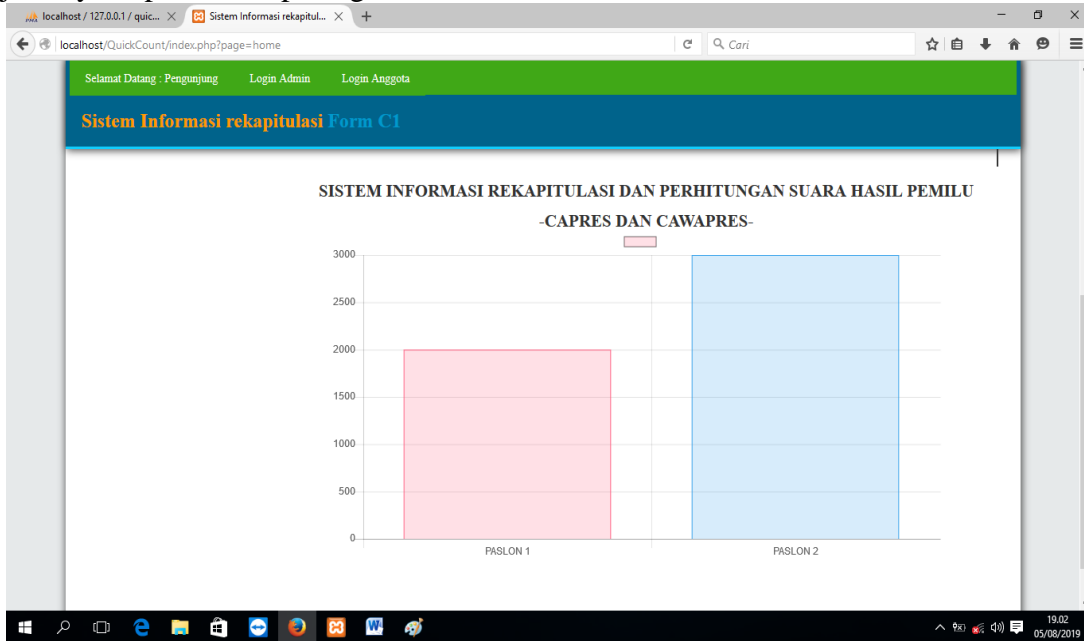 localhost / 127.0.0.1 / quic...
Sistem Informasi rekapitul...
localhost/QuickCount/index.php?page=home
Cari
Selamat Datang : Pengunjung Login Admin Login Anggota
Sistem Informasi rekapitulasi Form C1
SISTEM INFORMASI REKAPITULASI DAN PERHITUNGAN SUARA HASIL PEMILU
-CAPRES DAN CAWAPRES-
3000
2500
2000
1500
1000
500
0
PASLON 1 PASLON 2
19.02
05/08/2019